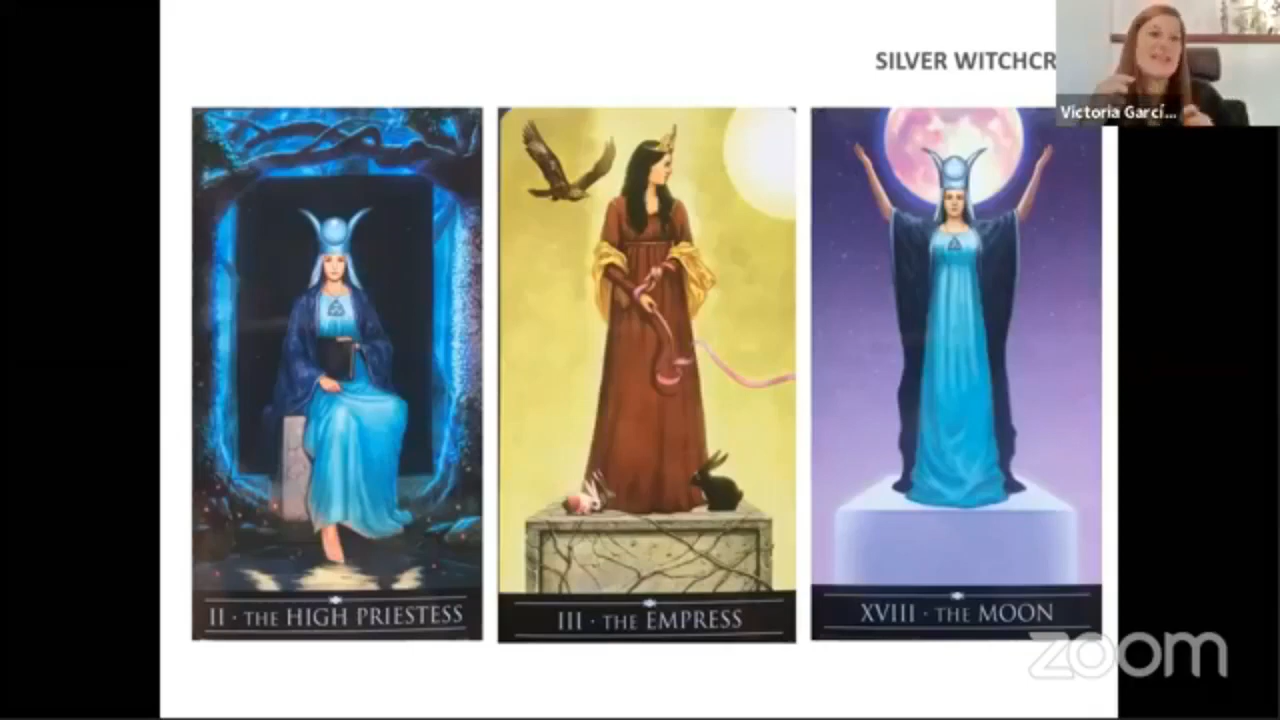 SILVER WITCHCR
Victoria Garcí...
II · THE HIGH PRIESTESS
III · THE EMPRESS
XVIII · THE MOON
zoom